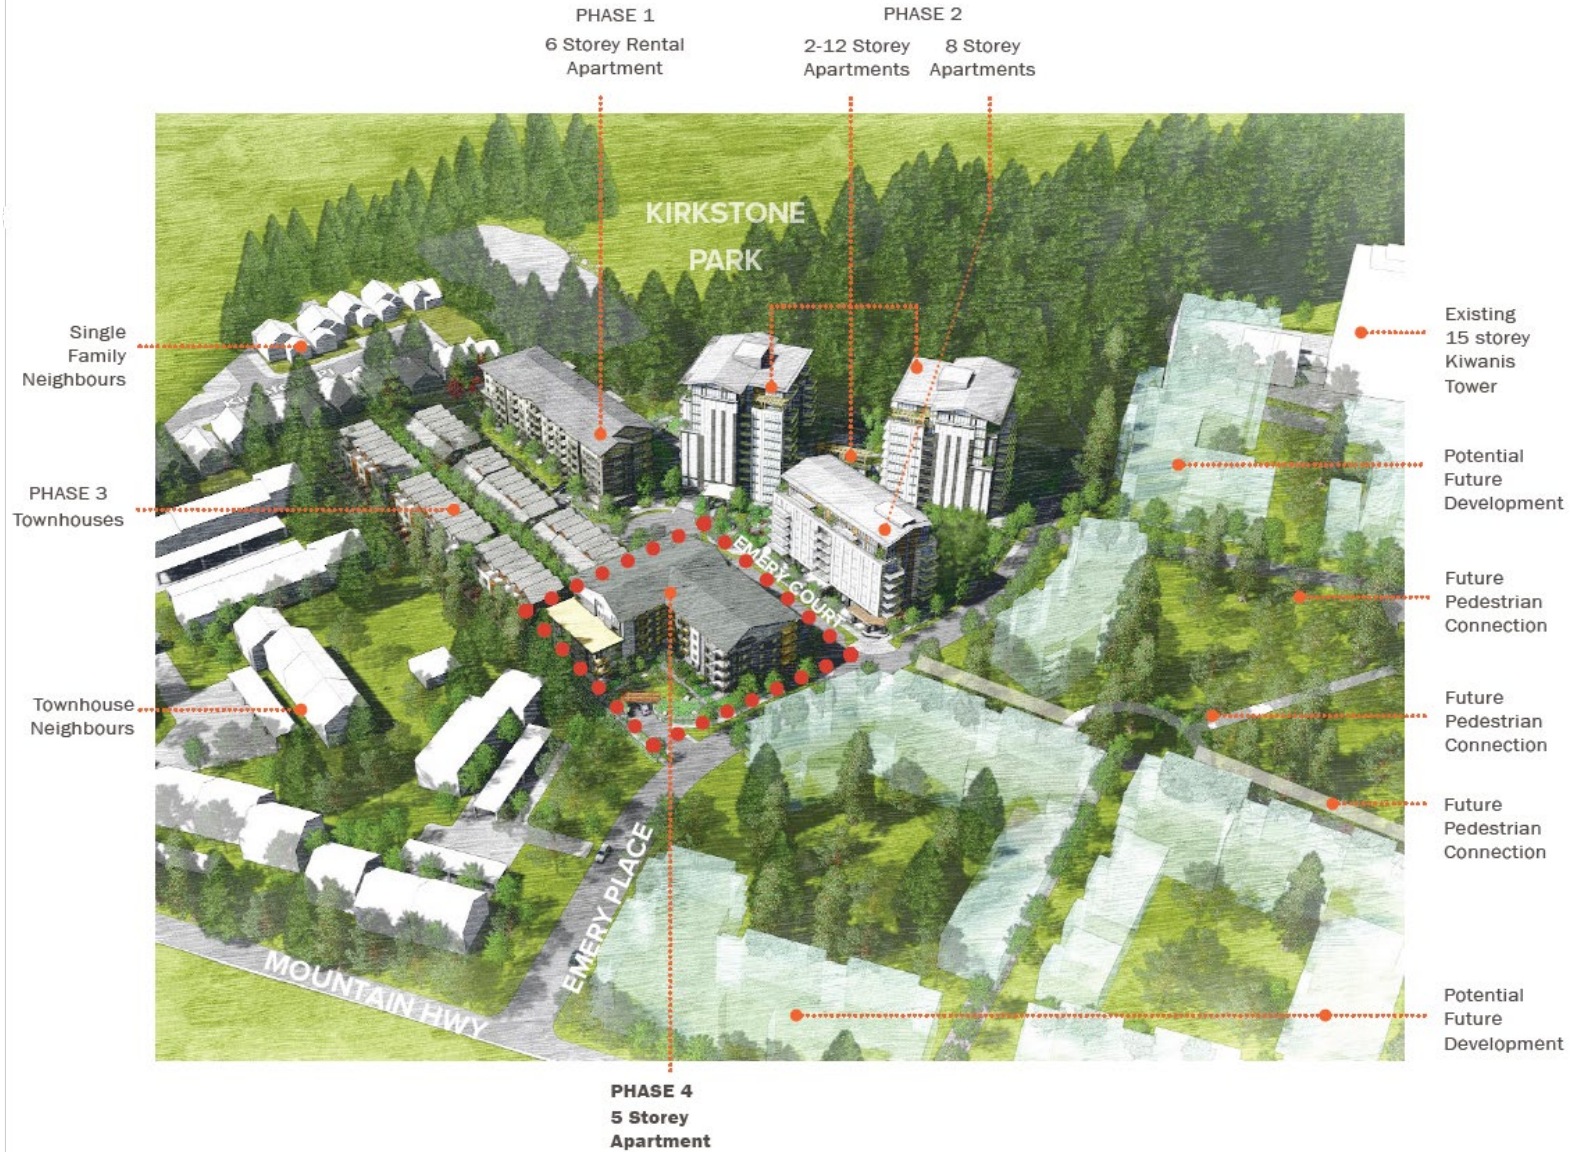 PHASE 1
6 Storey Rental
Apartment
PHASE 2
2-12 Storey
Apartments
8 Storey
Apartments
KIRKSTONE
PARK
Single
Family
Neighbours
PHASE 3
Townhouses
Townhouse
Neighbours
EMERY COURT
EMERY PLACE
MOUNTAIN HWY
Existing
15 storey
Kiwanis
Tower
Potential
Future
Development
Future
Pedestrian
Connection
Future
Pedestrian
Connection
Future
Pedestrian
Connection
Potential
Future
Development
PHASE 4
5 Storey
Apartment